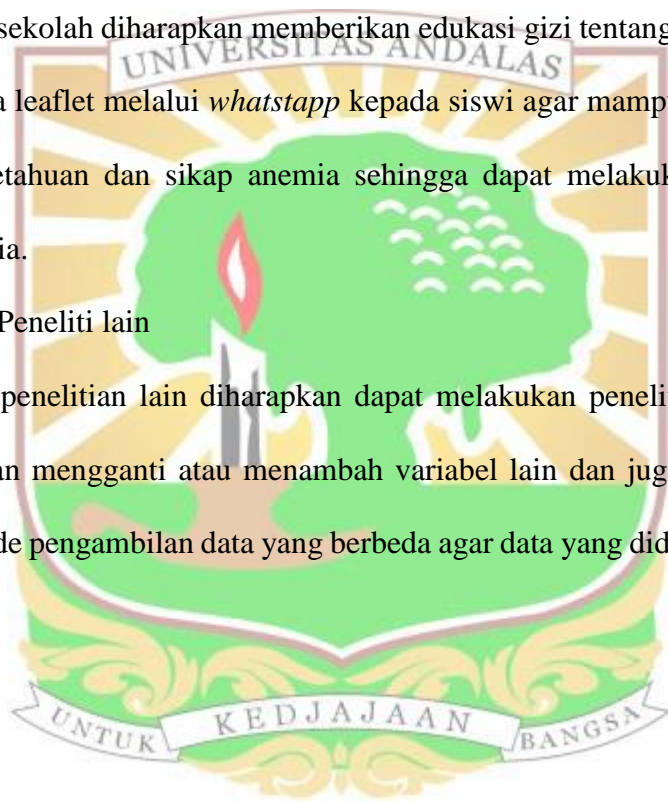 sekolah diharapkan memberikan edukasi gizi tentang
UNIVERSITAS ANDALAS
a leaflet melalui whatstapp kepada siswi agar mamp
etahuan dan sikap anemia sehingga dapat melakuk
ia.
Peneliti lain
penelitian lain diharapkan dapat melakukan penelit
an mengganti atau menambah variabel lain dan jug
de pengambilan data yang berbeda agar data yang did
UNTUK KEDJAJAAN BANGSA